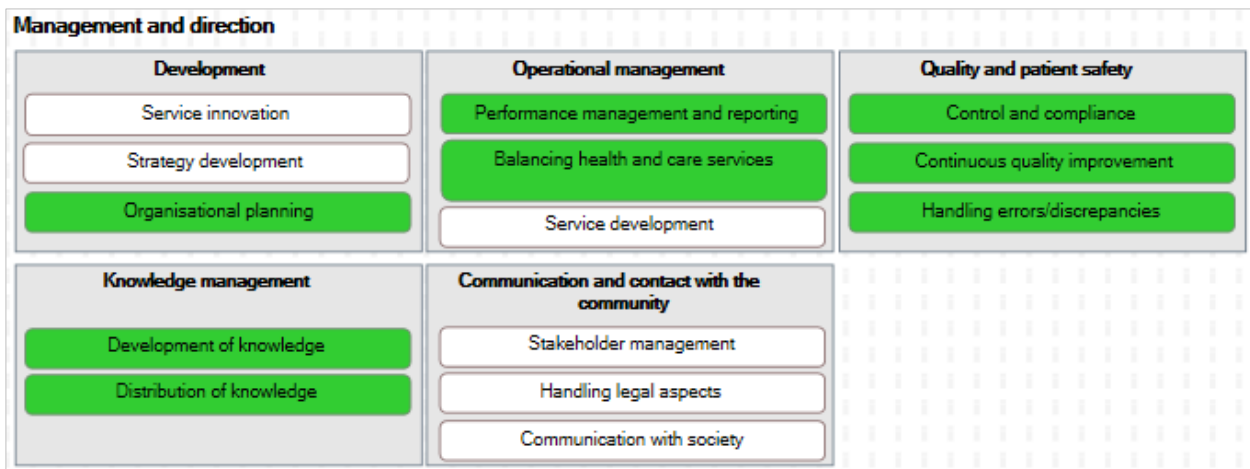 Management and direction
Development
Service innovation
Strategy development
Organisational planning
Operational management
Performance management and reporting
Balancing health and care services
Service development
Quality and patient safety
Control and compliance
Continuous quality improvement
Handling errors/discrepancies
Knowledge management
Development of knowledge
Distribution of knowledge
Communication and contact with the
community
Stakeholder management
Handling legal aspects
Communication with society